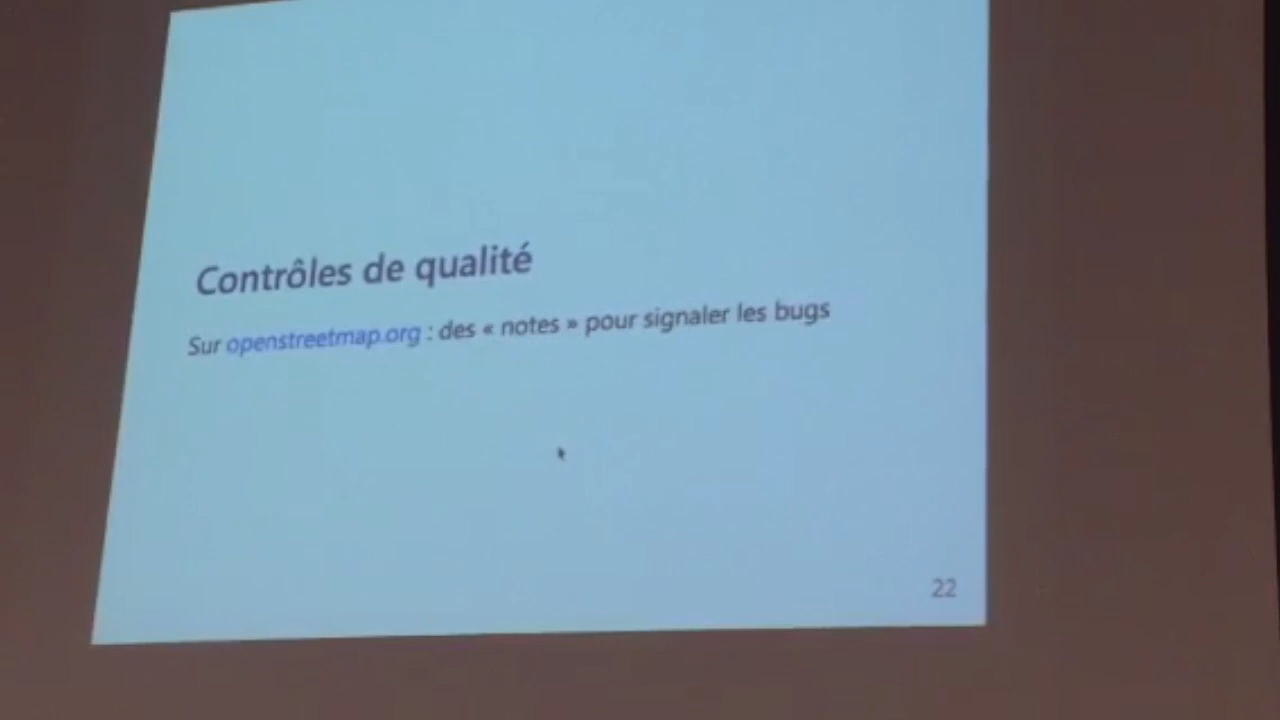 Contrôles de qualité
Sur openstreetmap.org : des « notes » pour signaler les bugs
22